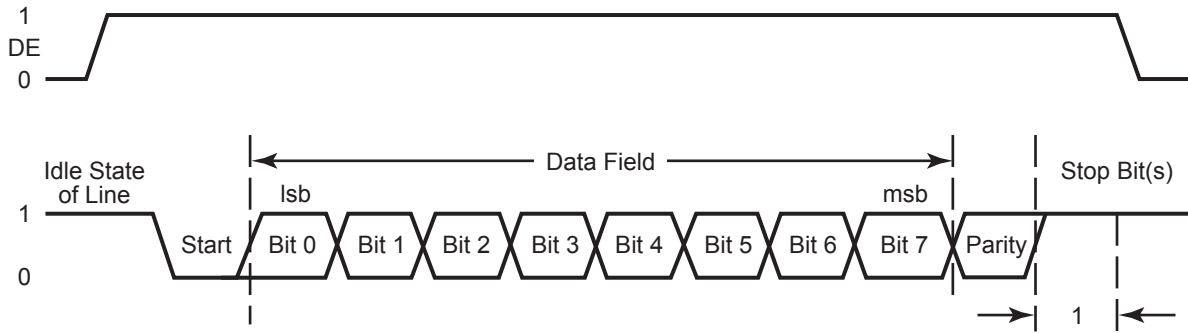 1
DE
0
Data Field
Idle State
of Line
Stop Bit(s)
lsb
msb
1
Start
Bit 0
Bit 1
Bit 2
Bit 3
Bit 4
Bit 5
Bit 6
Bit 7
Parity
0
1